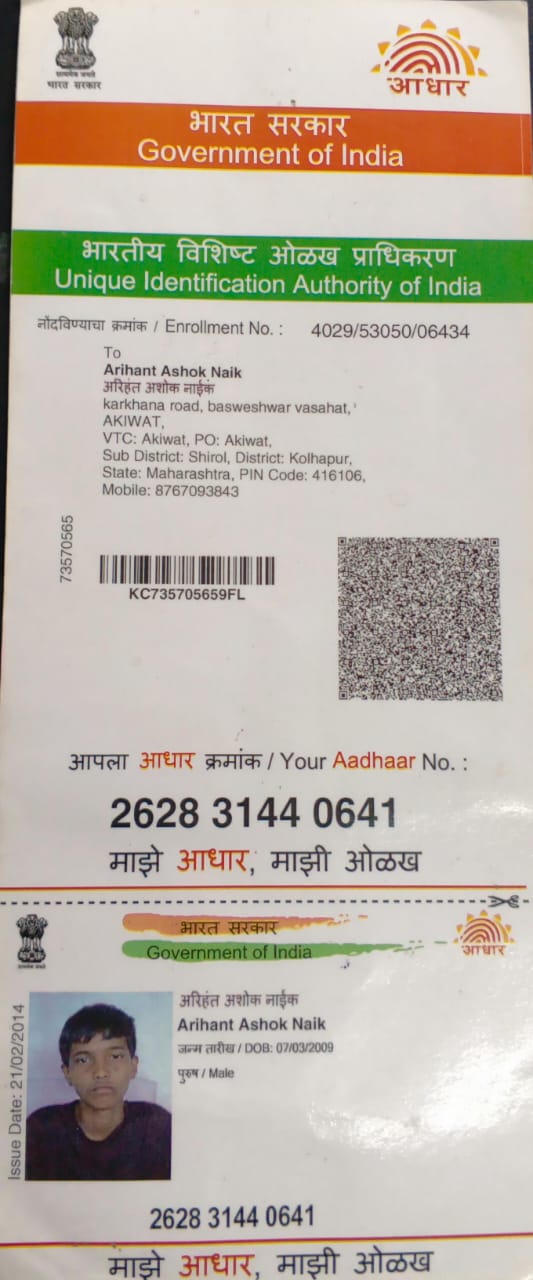 सत्यमेव जयते
भारत सरकार
आधार
भारत सरकार
Government of India
भारतीय विशिष्ट ओळख प्राधिकरण
Unique Identification Authority of India
नोंदविण्याचा क्रमांक / Enrollment No. : 4029/53050/06434
To
Arihant Ashok Naik
अरिहंत अशोक नाईक
karkhana road, basweshwar vasahat,
AKIWAT,
VTC: Akiwat, PO: Akiwat,
Sub District: Shirol, District: Kolhapur,
State: Maharashtra, PIN Code: 416106,
Mobile: 8767093843
73570565
KC735705659FL
आपला आधार क्रमांक / Your Aadhaar No. :
2628 3144 0641
माझे आधार, माझी ओळख
भारत सरकार
Government of India
आधार
Issue Date: 21/02/2014
अरिहंत अशोक नाईक
Arihant Ashok Naik
जन्म तारीख / DOB: 07/03/2009
पुरुष / Male
2628 3144 0641
माझे आधार, माझी ओळख